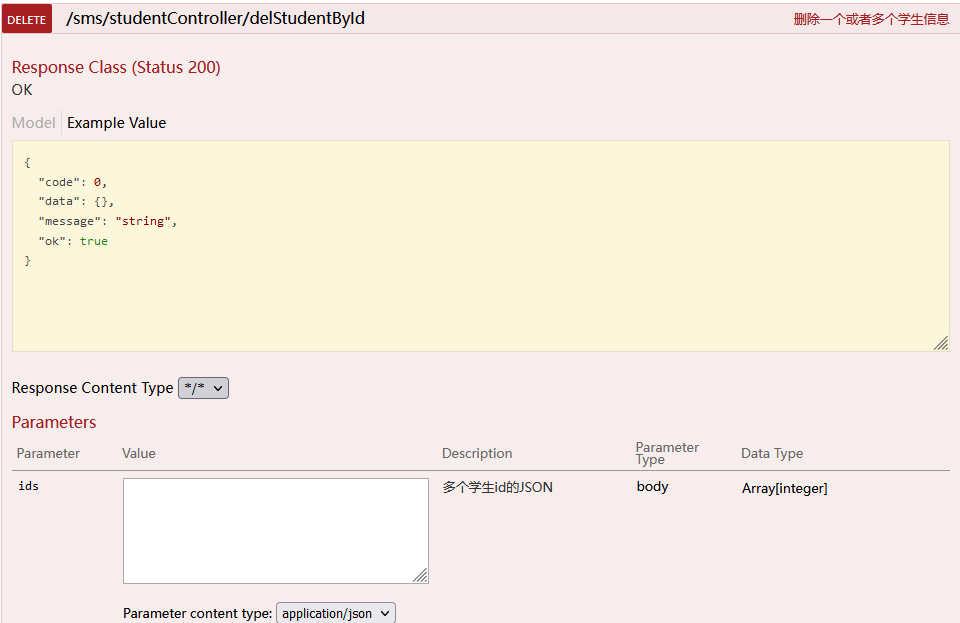 DELETE /sms/studentController/delStudentById 删除一个或者多个学生信息
Response Class (Status 200)
OK
Model Example Value
{
"code": 0,
"data": {},
"message": "string",
"ok": true
}
Response Content Type */*
Parameters
Parameter Value Description Parameter Type Data Type
ids 多个学生id的JSON body Array[integer]
Parameter content type: application/json